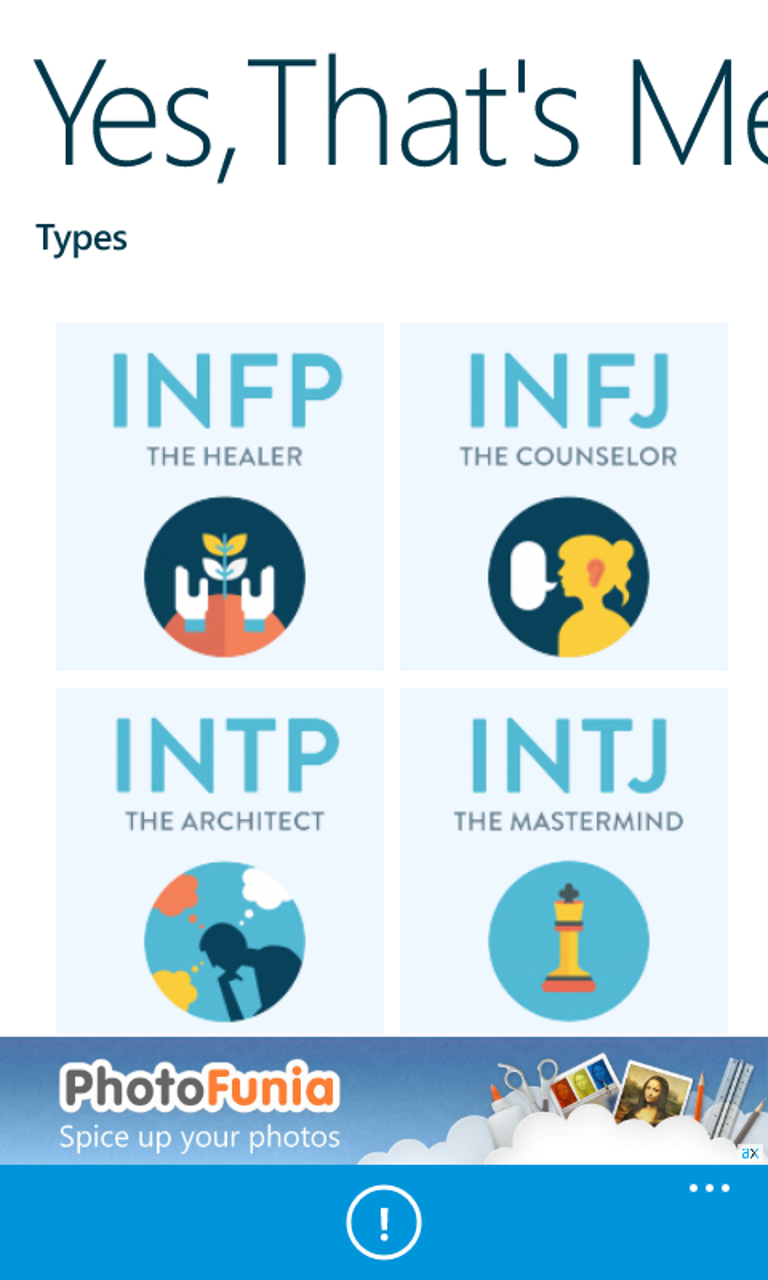 Yes,That's Me
Types
INFP
THE HEALER
INFJ
THE COUNSELOR
INTP
THE ARCHITECT
INTJ
THE MASTERMIND
PhotoFunia
Spice up your photos
ax